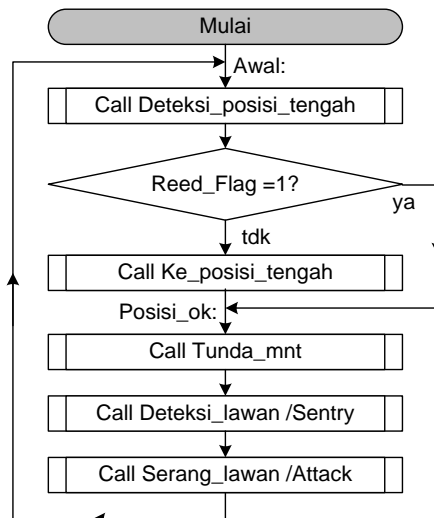 Mulai
Awal:
Call Deteksi_posisi_tengah
Reed_Flag =1?
ya
tdk
Call Ke_posisi_tengah
Posisi_ok:
Call Tunda_mnt
Call Deteksi_lawan /Sentry
Call Serang_lawan /Attack